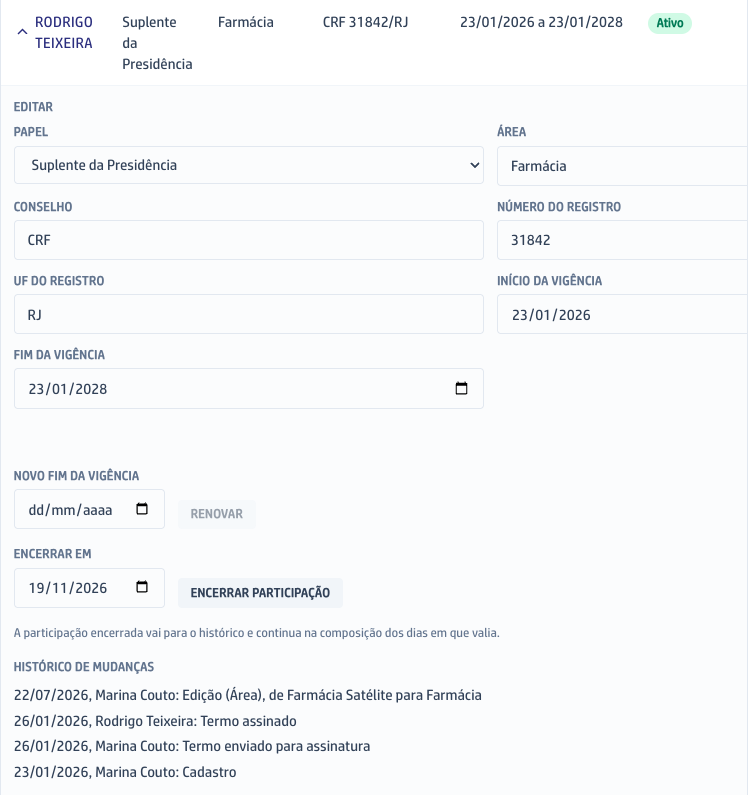 RODRIGO TEIXEIRA Suplente da Presidência Farmácia CRF 31842/RJ 23/01/2026 a 23/01/2028 Ativo
EDITAR
PAPEL ÁREA
Suplente da Presidência Farmácia
CONSELHO NÚMERO DO REGISTRO
CRF 31842
UF DO REGISTRO INÍCIO DA VIGÊNCIA
RJ 23/01/2026
FIM DA VIGÊNCIA
23/01/2028
NOVO FIM DA VIGÊNCIA
dd/mm/aaaa RENOVAR
ENCERRAR EM
19/11/2026 ENCERRAR PARTICIPAÇÃO
A participação encerrada vai para o histórico e continua na composição dos dias em que valia.
HISTÓRICO DE MUDANÇAS
22/07/2026, Marina Couto: Edição (Área), de Farmácia Satélite para Farmácia
26/01/2026, Rodrigo Teixeira: Termo assinado
26/01/2026, Marina Couto: Termo enviado para assinatura
23/01/2026, Marina Couto: Cadastro